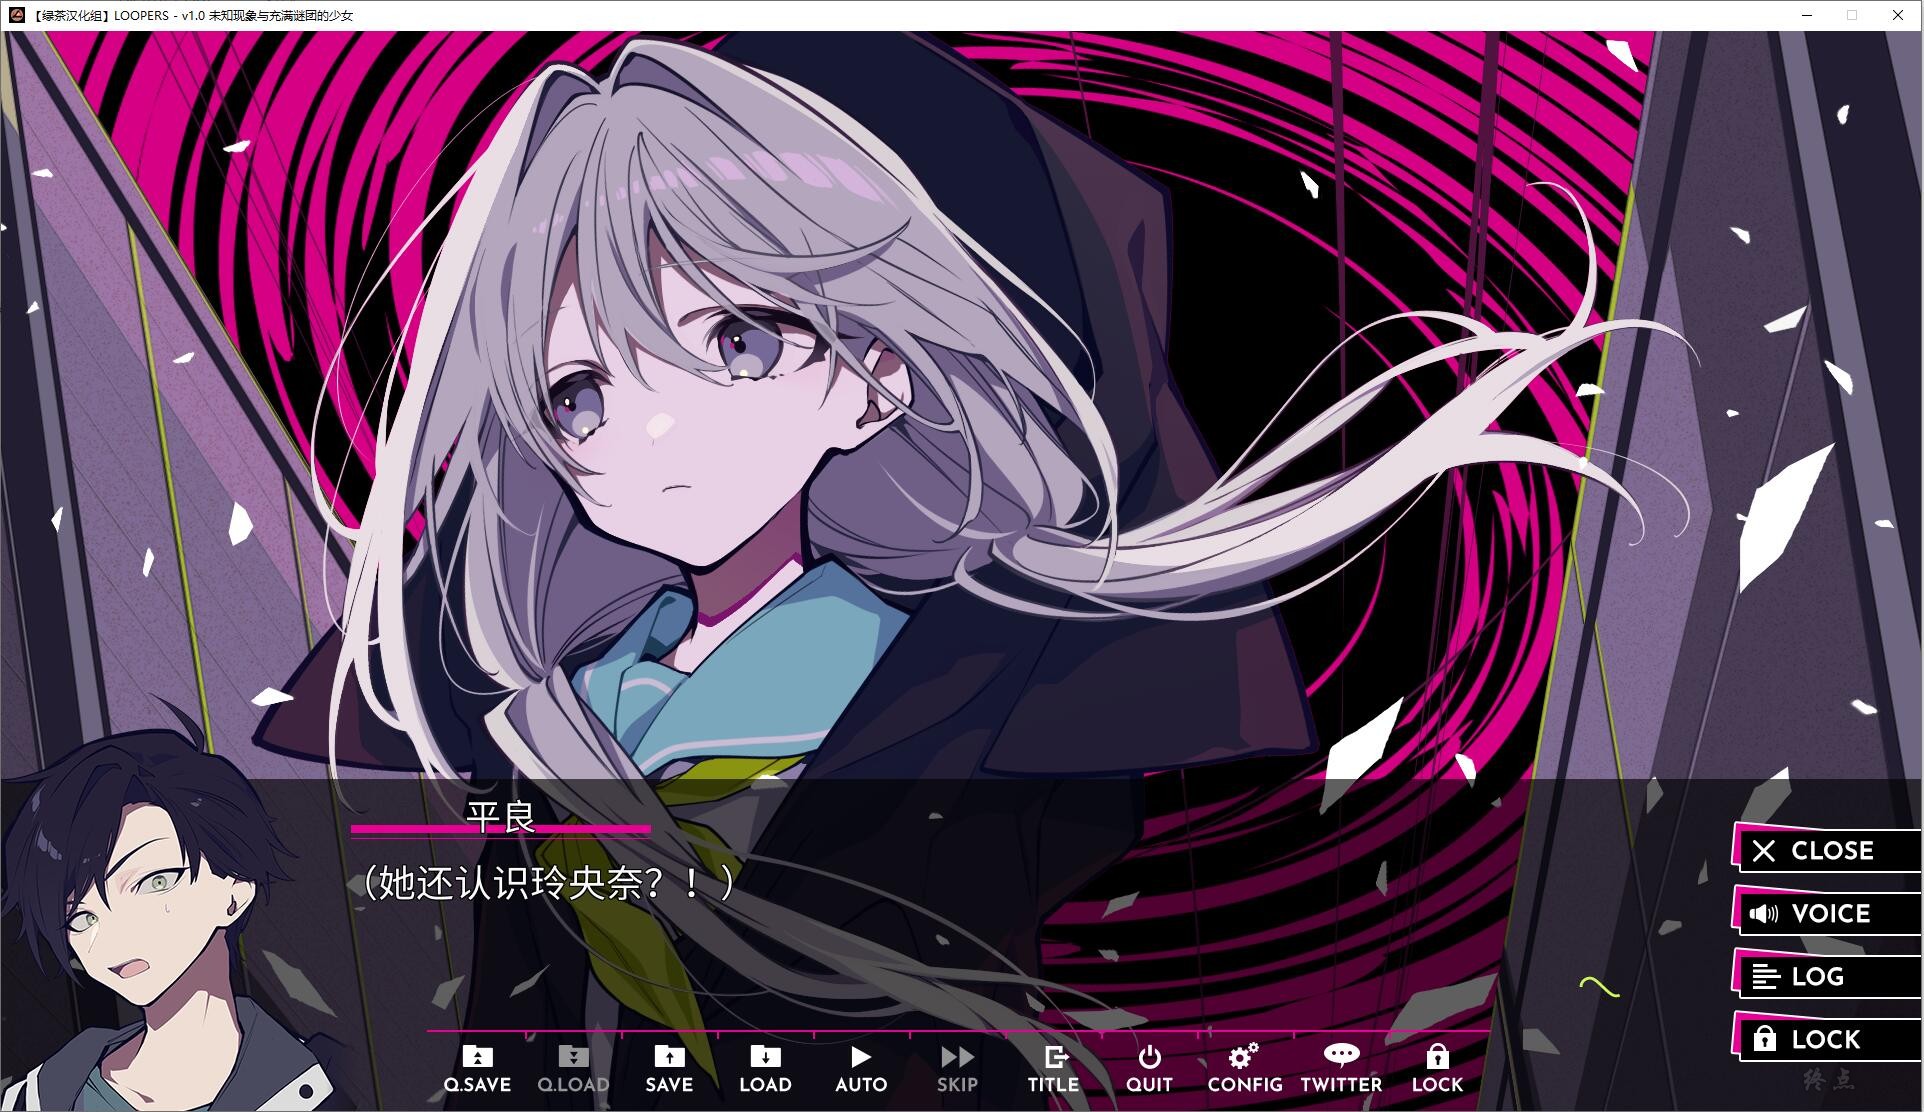 【绿茶汉化组】LOOPERS - v1.0 未知现象与充满谜团的少女
平良
（她还认识玲央奈？！）
CLOSE
VOICE
LOG
LOCK
Q.SAVE Q.LOAD SAVE LOAD AUTO SKIP TITLE QUIT CONFIG TWITTER LOCK
终点